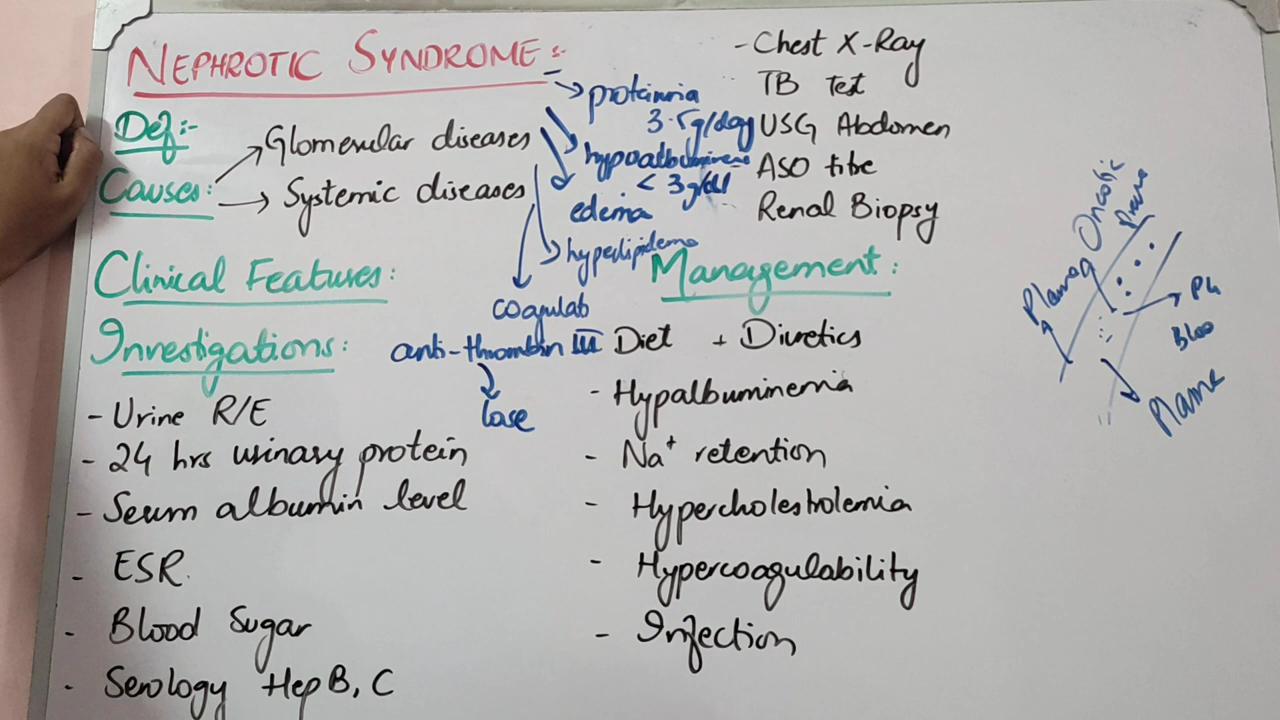 NEPHROTIC SYNDROME :-
Def:-
Causes:
Glomerular diseases
Systemic diseases
proteinuria
3.5g/day
hypoalbuminemia
< 3g/dl
edema
hyperlipidema
coagulab
anti-thrombin III
lose
Clinical Features:
Investigations:
- Urine R/E
- 24 hrs urinary protein
- Serum albumin level
- ESR.
- Blood Sugar
- Serology Hep B, C
- Chest X-Ray
TB Test
USG Abdomen
ASO titre
Renal Biopsy
Management:
Diet + Diuretics
- Hypalbuminemia
- Na+ retention
- Hypercholestrolemia
- Hypercoagulability
- Infection
Oncotic
Plasma